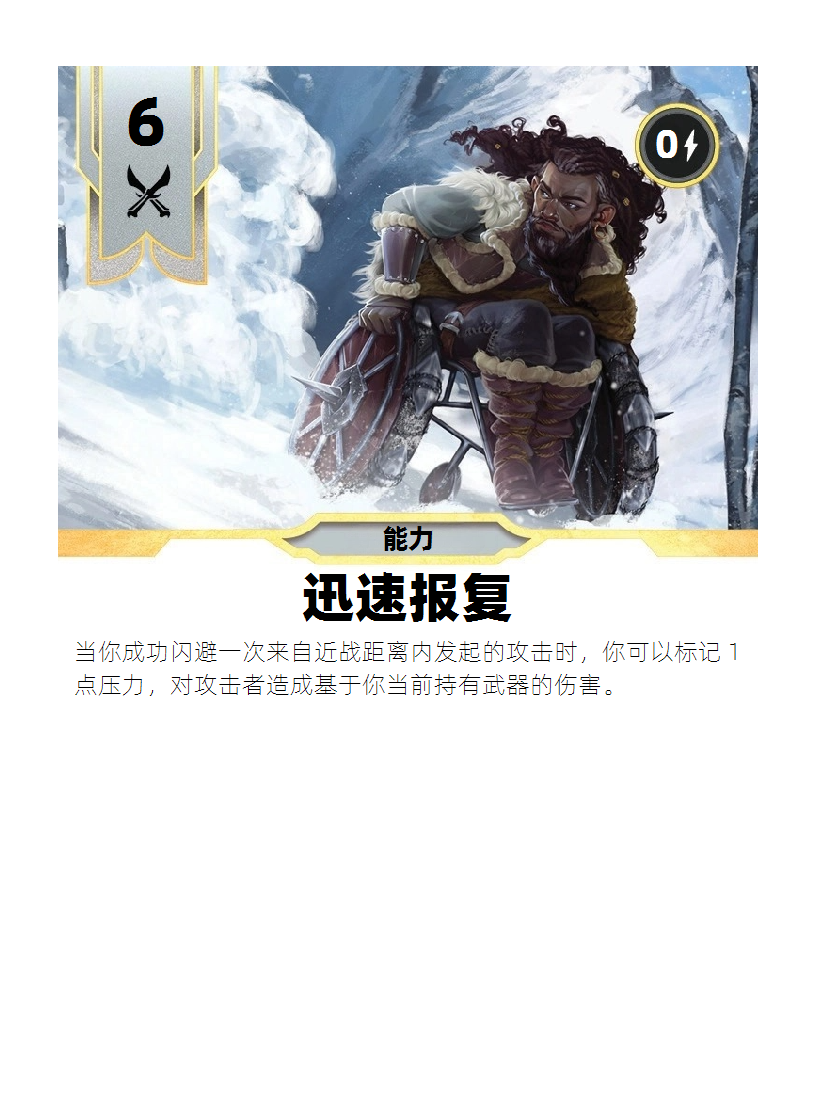 6
0
能力
迅速报复
当你成功闪避一次来自近战距离内发起的攻击时，你可以标记 1
点压力，对攻击者造成基于你当前持有武器的伤害。